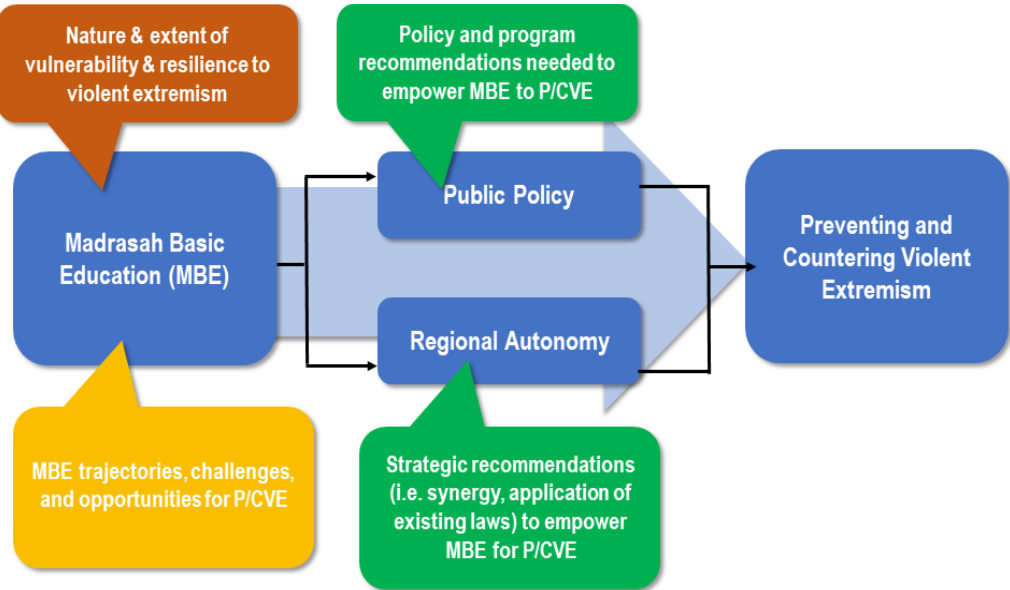 Nature & extent of
vulnerability & resilience to
violent extremism
Policy and program
recommendations needed to
empower MBE to P/CVE
Madrasah Basic
Education (MBE)
Public Policy
Regional Autonomy
Preventing and
Countering Violent
Extremism
MBE trajectories, challenges,
and opportunities for P/CVE
Strategic recommendations
(i.e. synergy, application of
existing laws) to empower
MBE for P/CVE